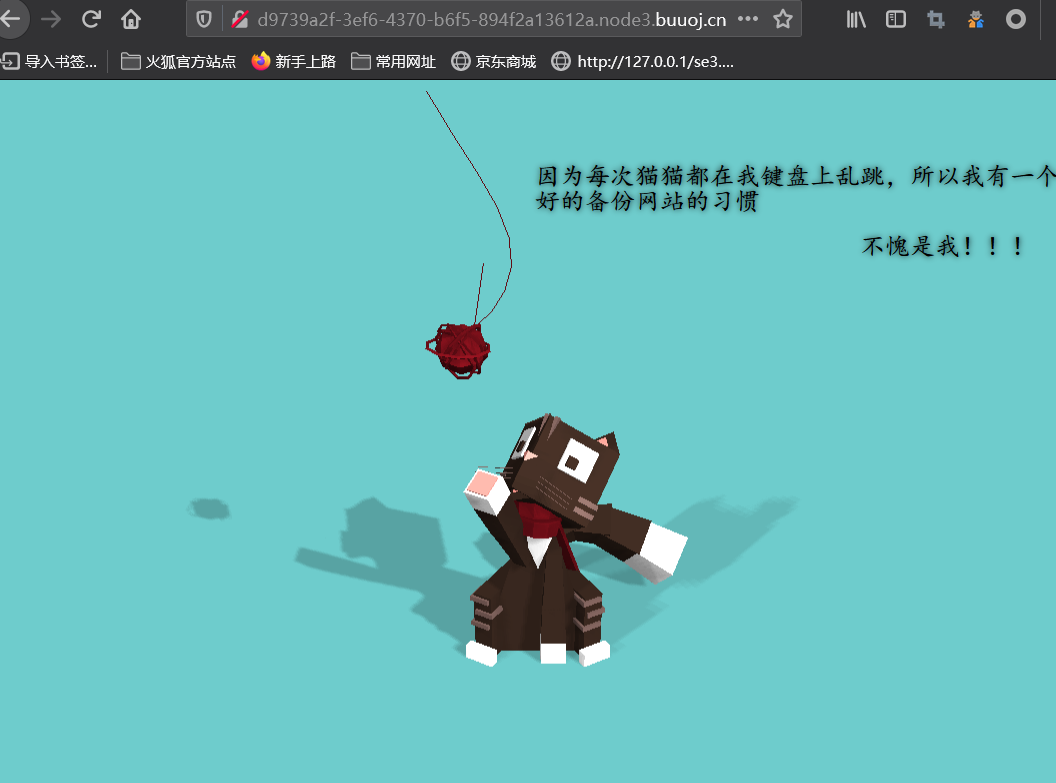 d9739a2f-3ef6-4370-b6f5-894f2a13612a.node3.buuoj.cn
导入书签... 火狐官方站点 新手上路 常用网址 京东商城 http://127.0.0.1/se3....
因为每次猫猫都在我键盘上乱跳，所以我有一个
好的备份网站的习惯
不愧是我！！！